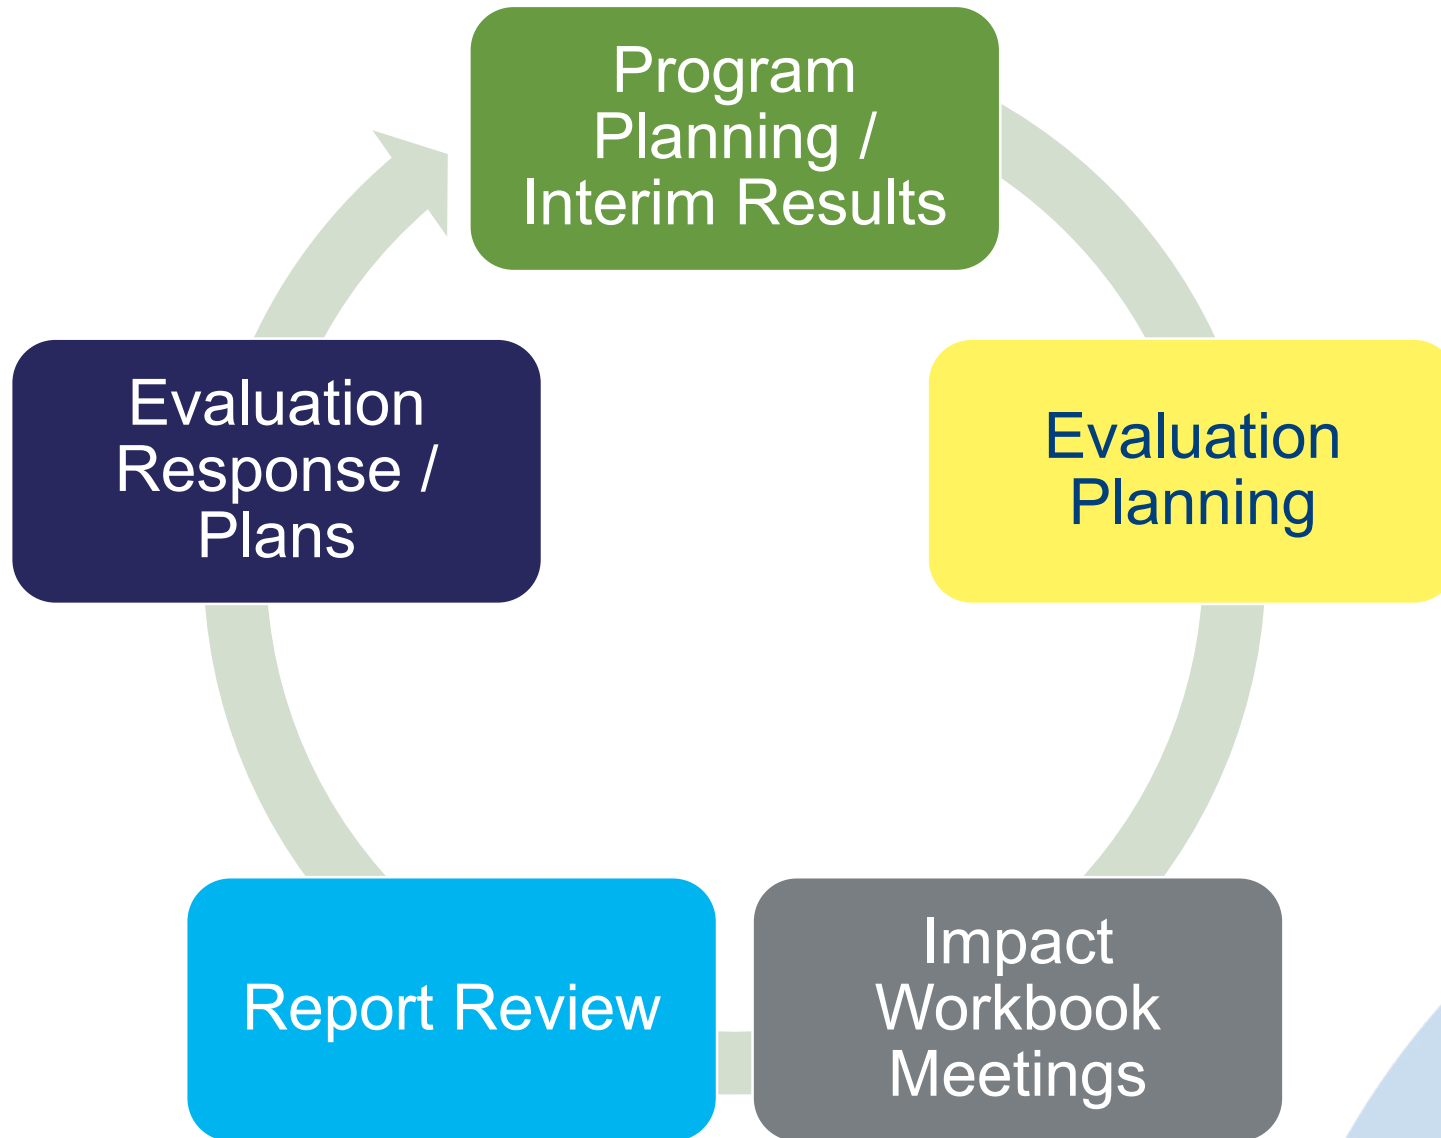 Program
Planning /
Interim Results
Evaluation
Planning
Impact
Workbook
Meetings
Report Review
Evaluation
Response /
Plans